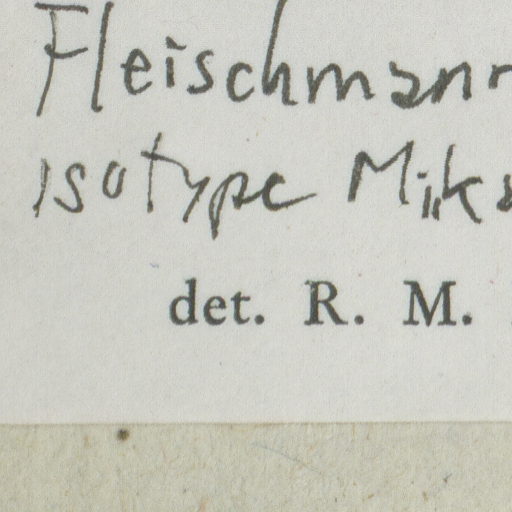 Fleischmann
isotype
det. R. M.